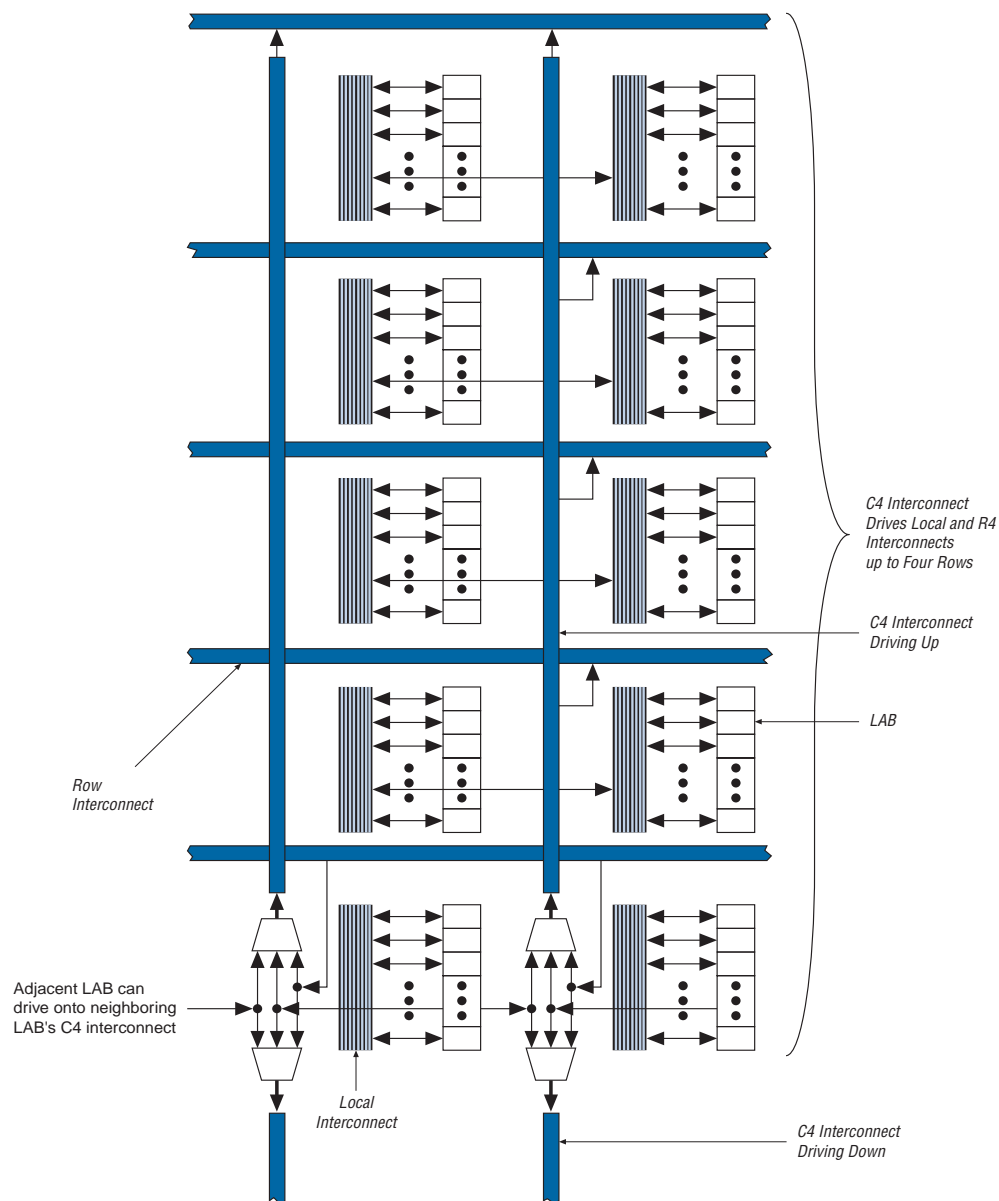 C4 Interconnect
Drives Local and R4
Interconnects
up to Four Rows
C4 Interconnect
Driving Up
LAB
Row
Interconnect
Adjacent LAB can
drive onto neighboring
LAB's C4 interconnect
Local
Interconnect
C4 Interconnect
Driving Down